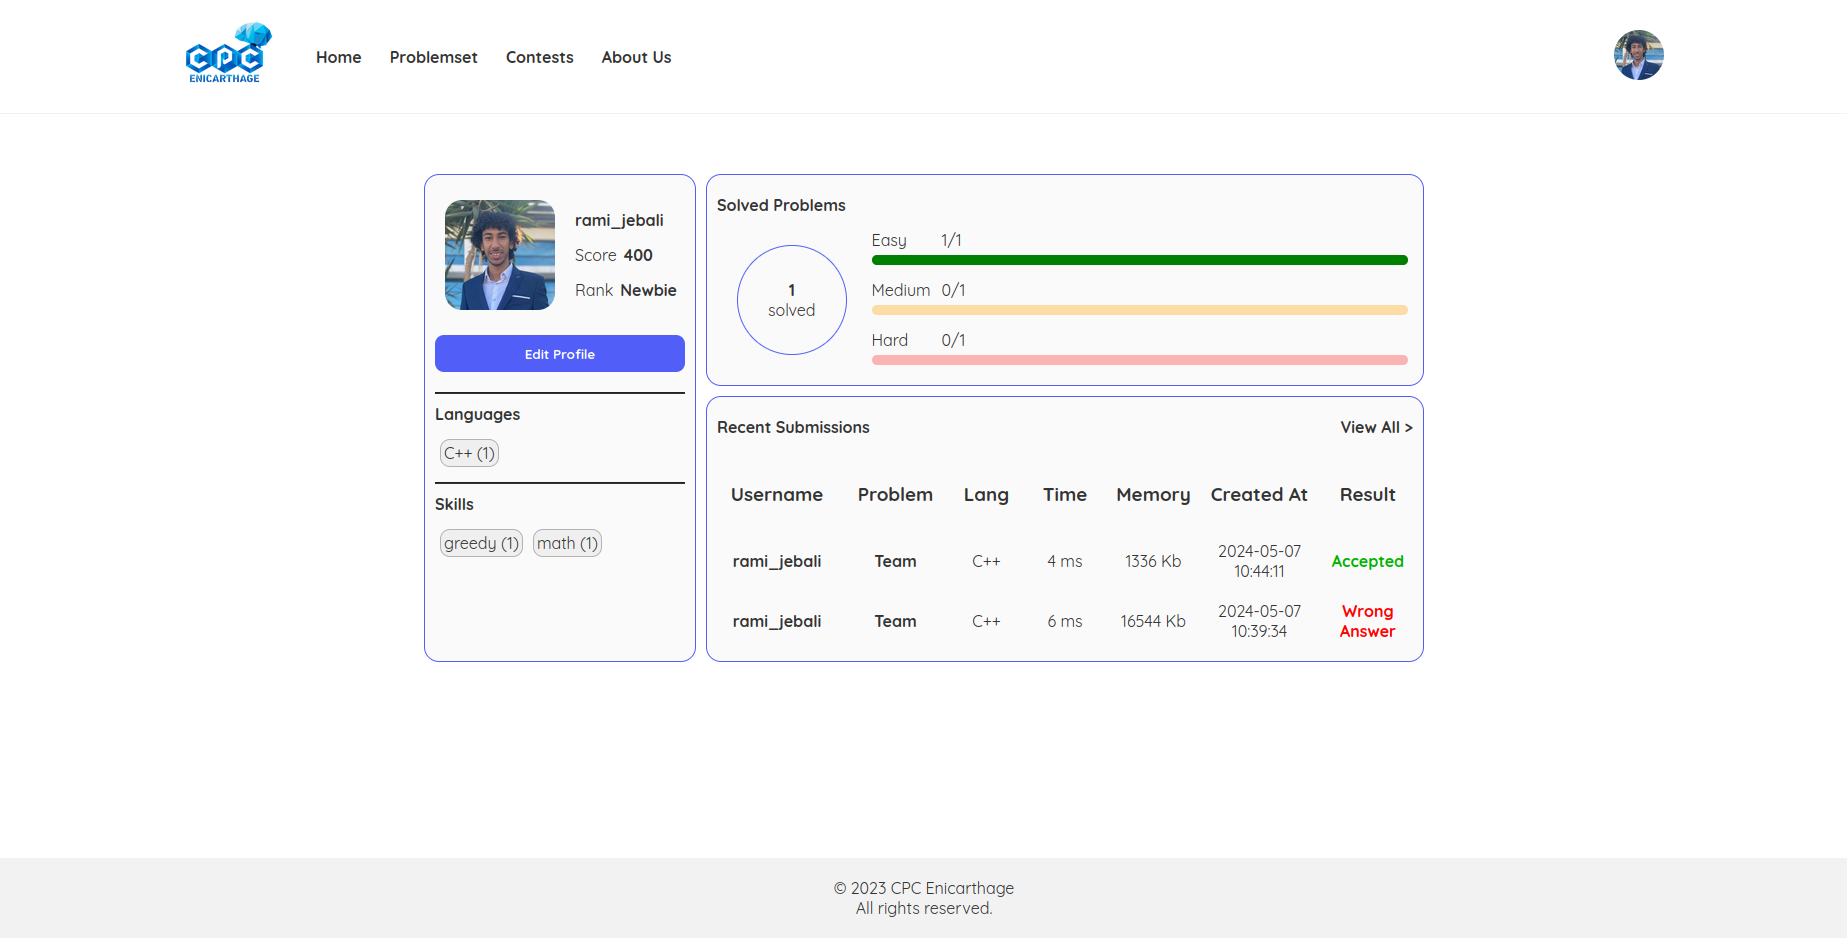 CPC
ENICARTHAGE
Home Problemset Contests About Us
rami_jebali
Score 400
Rank Newbie
Edit Profile
Languages
C++ (1)
Skills
greedy (1) math (1)
Solved Problems
1
solved
Easy 1/1
Medium 0/1
Hard 0/1
Recent Submissions View All >
Username Problem Lang Time Memory Created At Result
rami_jebali Team C++ 4 ms 1336 Kb 2024-05-07 10:44:11 Accepted
rami_jebali Team C++ 6 ms 16544 Kb 2024-05-07 10:39:34 Wrong Answer
© 2023 CPC Enicarthage
All rights reserved.